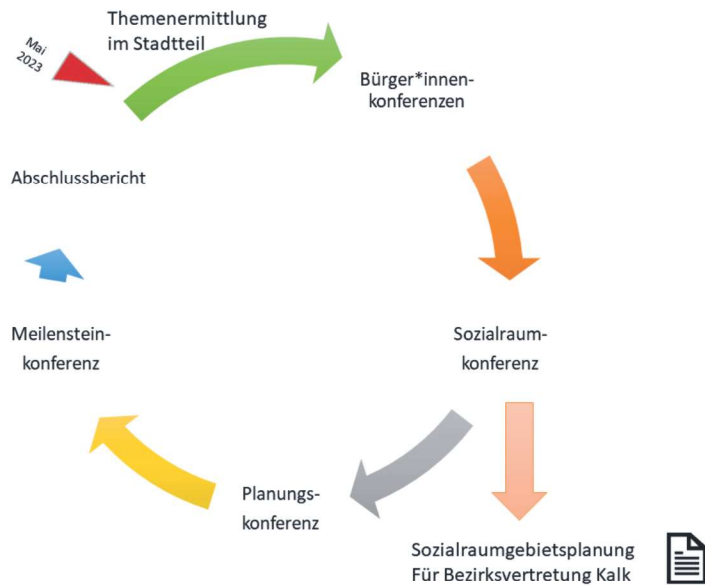 Themenermittlung
im Stadtteil
Mai
2023
Bürger*innen-
konferenzen
Abschlussbericht
Meilenstein-
konferenz
Sozialraum-
konferenz
Planungs-
konferenz
Sozialraumgebietsplanung
Für Bezirksvertretung Kalk